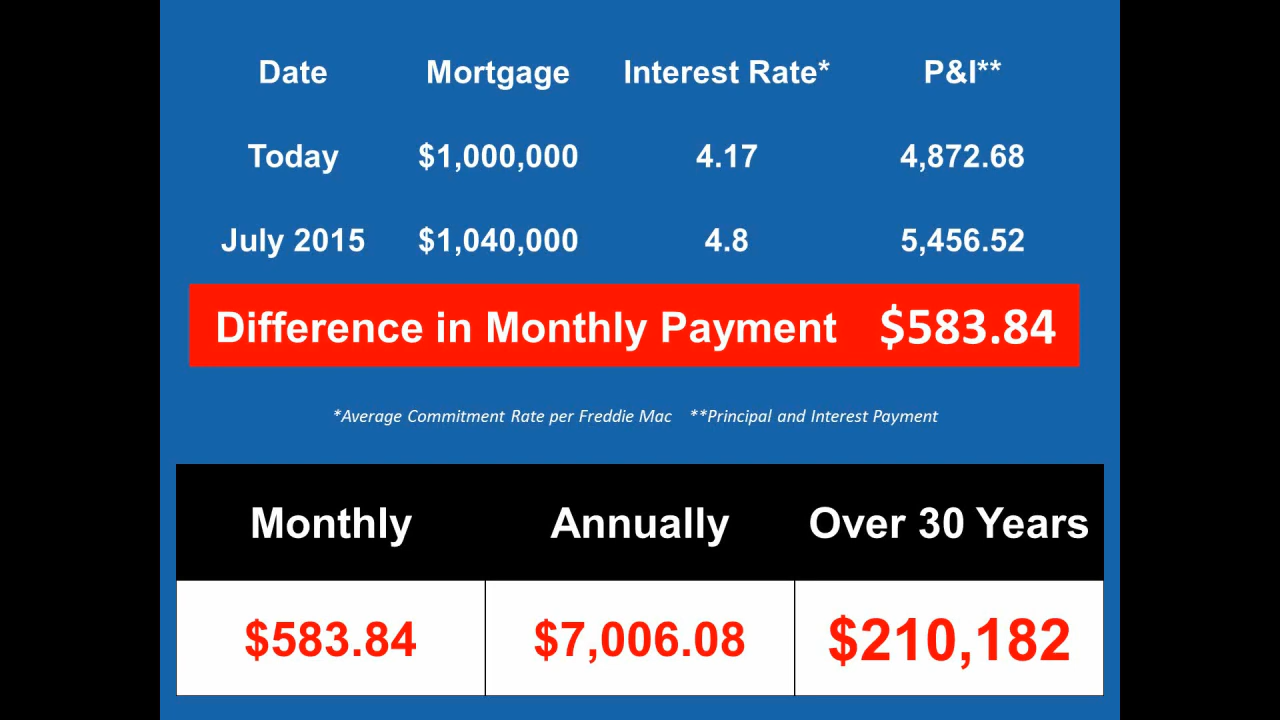 Date Mortgage Interest Rate* P&I**
Today $1,000,000 4.17 4,872.68
July 2015 $1,040,000 4.8 5,456.52
Difference in Monthly Payment $583.84
*Average Commitment Rate per Freddie Mac **Principal and Interest Payment
Monthly Annually Over 30 Years
$583.84 $7,006.08 $210,182